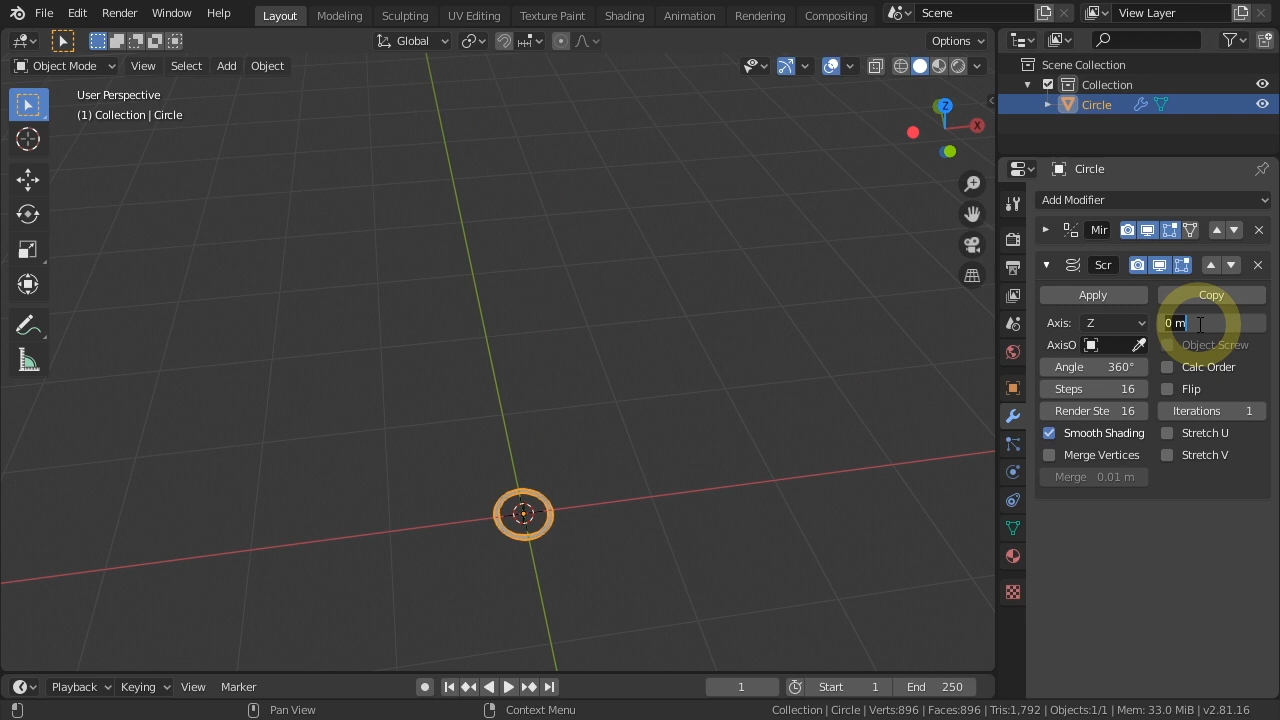 File Edit Render Window Help Layout Modeling Sculpting UV Editing Texture Paint Shading Animation Rendering Compositing Scene View Layer
Global Options
Object Mode View Select Add Object
User Perspective
(1) Collection | Circle
Z
X
Scene Collection
Collection
Circle
Circle
Add Modifier
Mir
Scr
Apply Copy
Axis: Z 0 m
AxisO Object Screw
Angle 360° Calc Order
Steps 16 Flip
Render Ste 16 Iterations 1
Smooth Shading Stretch U
Merge Vertices Stretch V
Merge 0.01 m
Playback Keying View Marker 1 Start 1 End 250
Pan View Context Menu Collection | Circle | Verts:896 | Faces:896 | Tris:1,792 | Objects:1/1 | Mem: 33.0 MiB | v2.81.16